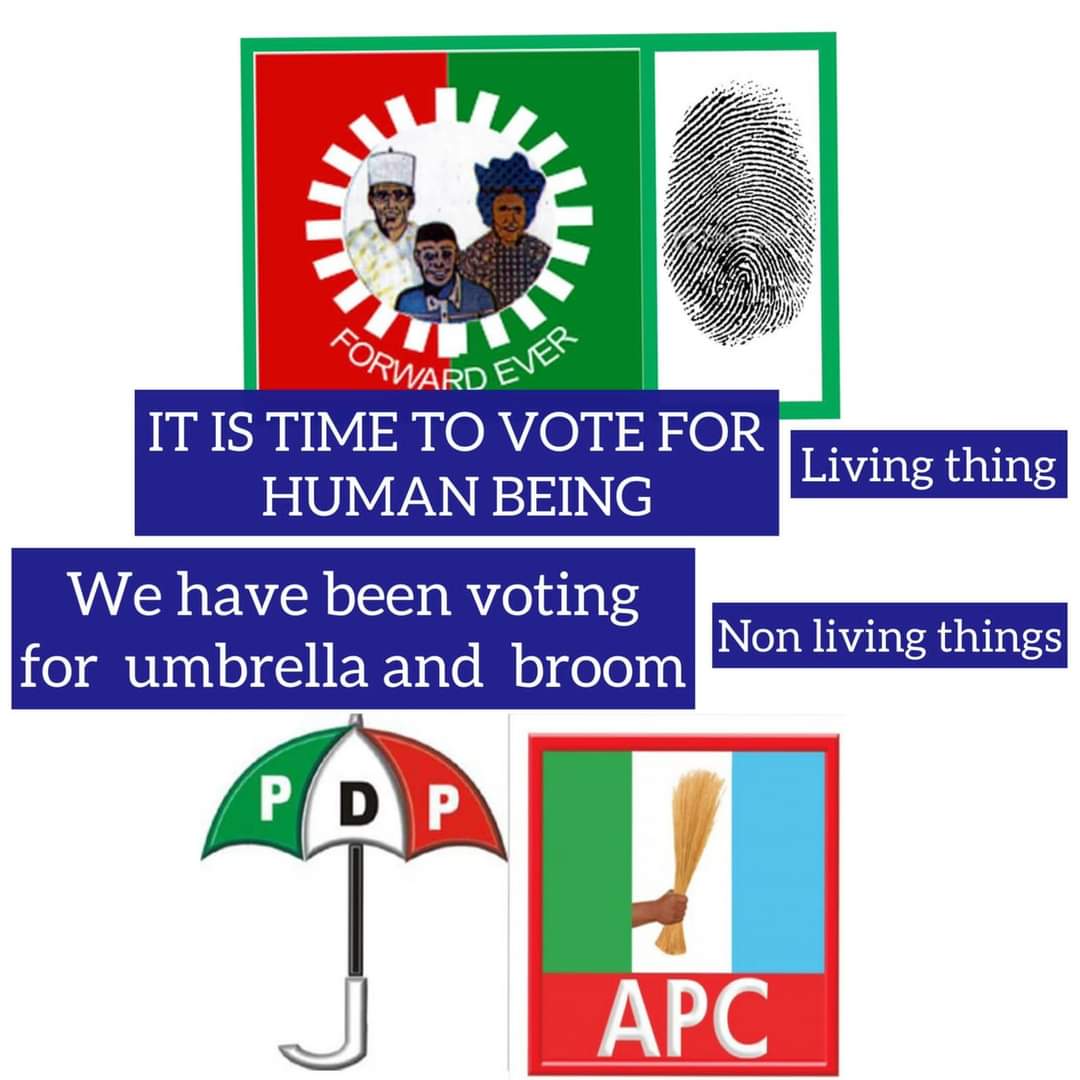 FORWARD EVER
IT IS TIME TO VOTE FOR
HUMAN BEING
Living thing
We have been voting
for umbrella and broom
Non living things
P D P
APC